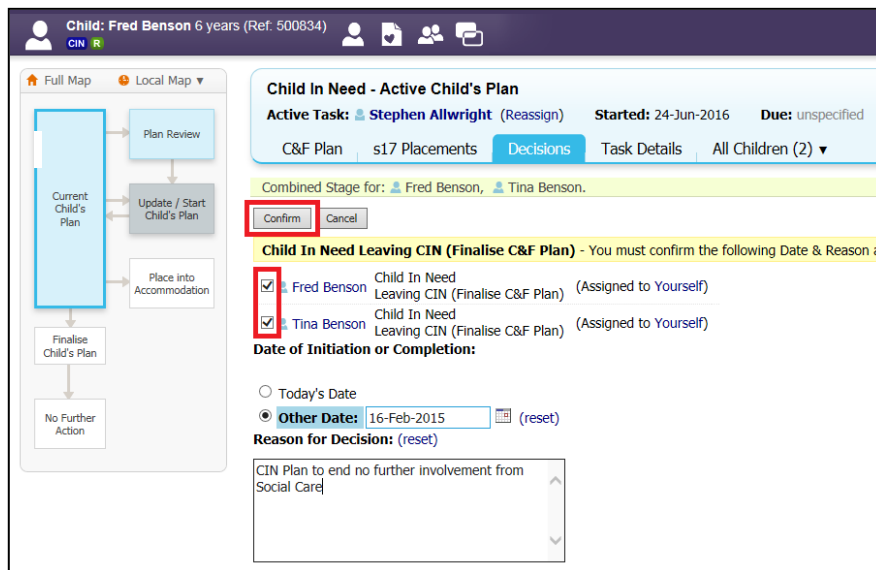 Child: Fred Benson 6 years (Ref: 500834)
CIN R
Full Map Local Map ▼
Current
Child's
Plan
Plan Review
Update / Start
Child's Plan
Place into
Accommodation
Finalise
Child's Plan
No Further
Action
Child In Need - Active Child's Plan
Active Task: Stephen Allwright (Reassign) Started: 24-Jun-2016 Due: unspecified
C&F Plan s17 Placements Decisions Task Details All Children (2) ▼
Combined Stage for: Fred Benson, Tina Benson.
Confirm Cancel
Child In Need Leaving CIN (Finalise C&F Plan) - You must confirm the following Date & Reason a
Fred Benson Child In Need
Leaving CIN (Finalise C&F Plan) (Assigned to Yourself)
Tina Benson Child In Need
Leaving CIN (Finalise C&F Plan) (Assigned to Yourself)
Date of Initiation or Completion:
Today's Date
Other Date: 16-Feb-2015 (reset)
Reason for Decision: (reset)
CIN Plan to end no further involvement from
Social Care